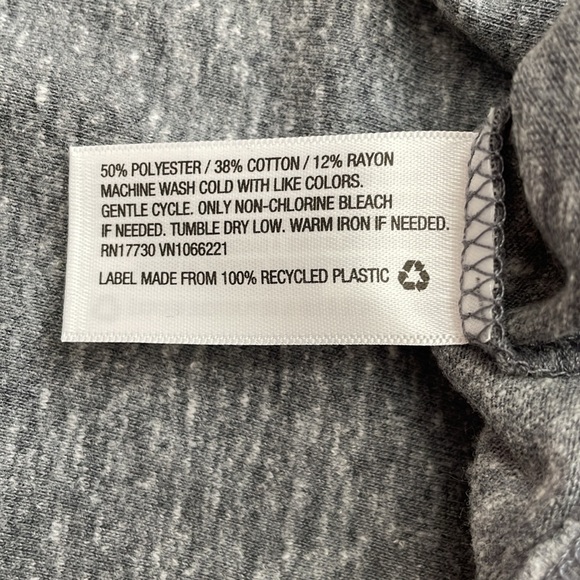 50% POLYESTER / 38% COTTON / 12% RAYON
MACHINE WASH COLD WITH LIKE COLORS.
GENTLE CYCLE. ONLY NON-CHLORINE BLEACH
IF NEEDED. TUMBLE DRY LOW. WARM IRON IF NEEDED.
RN17730 VN1066221
LABEL MADE FROM 100% RECYCLED PLASTIC